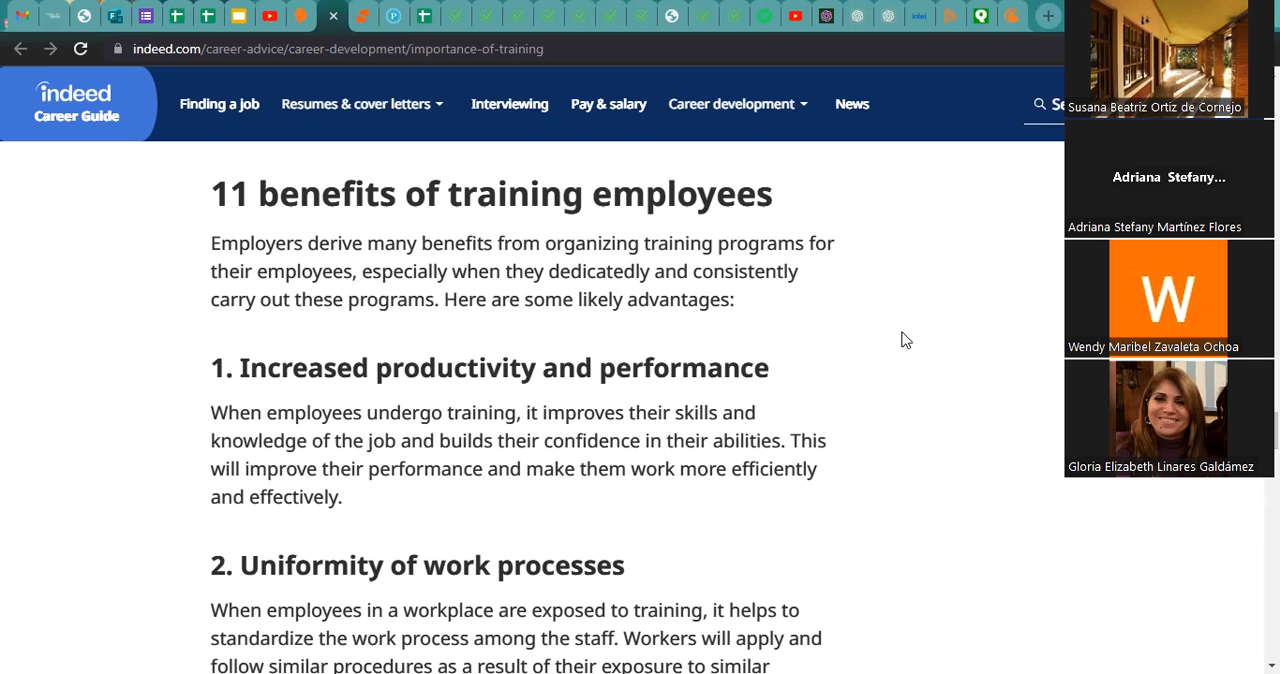 indeed.com/career-advice/career-development/importance-of-training
indeed
Career Guide
Finding a job
Resumes & cover letters
Interviewing
Pay & salary
Career development
News
11 benefits of training employees
Employers derive many benefits from organizing training programs for
their employees, especially when they dedicatedly and consistently
carry out these programs. Here are some likely advantages:
1. Increased productivity and performance
When employees undergo training, it improves their skills and
knowledge of the job and builds their confidence in their abilities. This
will improve their performance and make them work more efficiently
and effectively.
2. Uniformity of work processes
When employees in a workplace are exposed to training, it helps to
standardize the work process among the staff. Workers will apply and
follow similar procedures as a result of their exposure to similar
Susana Beatriz Ortiz de Cornejo
Adriana Stefany...
Adriana Stefany Martínez Flores
W
Wendy Maribel Zavaleta Ochoa
Gloria Elizabeth Linares Galdámez